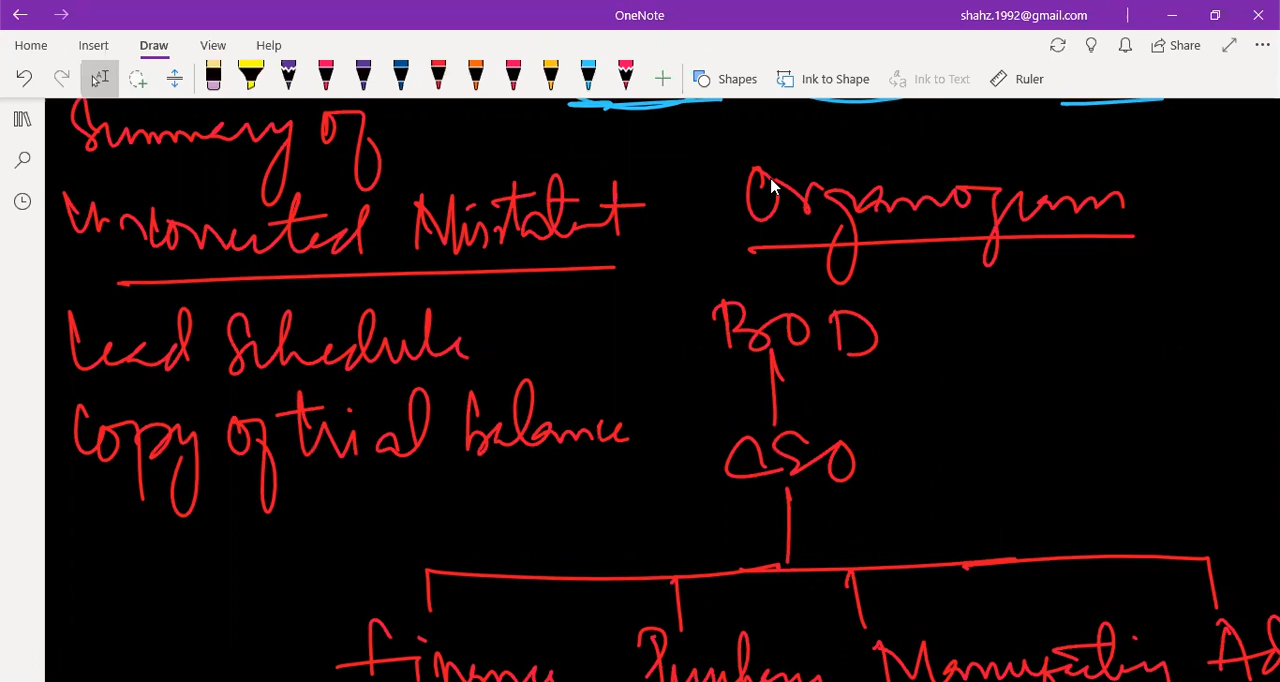 OneNote
shahz.1992@gmail.com
Home Insert Draw View Help
Share
Shapes Ink to Shape Ink to Text Ruler
Summary of
Uncorrected Misstatement
Organogram
BOD
Lead Schedule
Copy of trial balance
CEO
Finance Purchase Manufacturing Ad